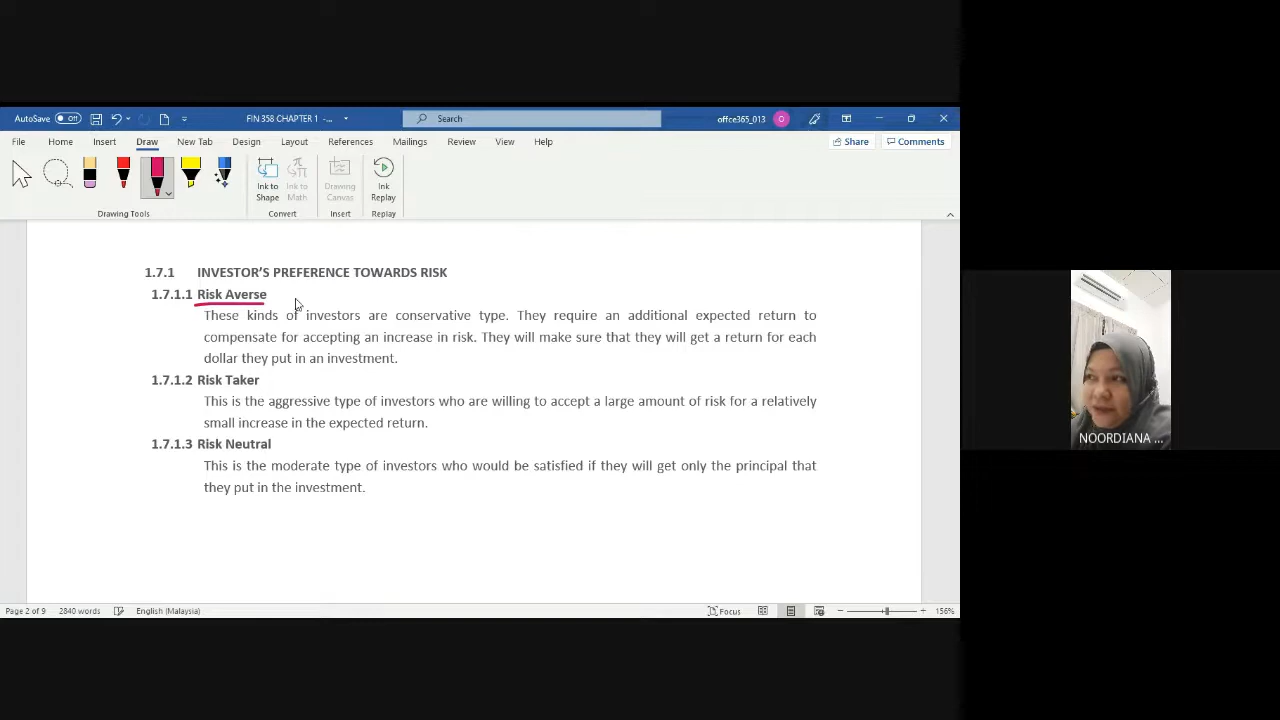 AutoSave Off FIN 358 CHAPTER 1 -... Search offce365_013 O
File Home Insert Draw New Tab Design Layout References Mailings Review View Help Share Comments
Ink to Shape Ink to Math Drawing Canvas Ink Replay
Drawing Tools Convert Insert Replay
1.7.1 INVESTOR'S PREFERENCE TOWARDS RISK
1.7.1.1 Risk Averse
These kinds of investors are conservative type. They require an additional expected return to
compensate for accepting an increase in risk. They will make sure that they will get a return for each
dollar they put in an investment.
1.7.1.2 Risk Taker
This is the aggressive type of investors who are willing to accept a large amount of risk for a relatively
small increase in the expected return.
1.7.1.3 Risk Neutral
This is the moderate type of investors who would be satisfied if they will get only the principal that
they put in the investment.
NOORDIANA ...
Page 2 of 9 2840 words English (Malaysia) Focus 156%